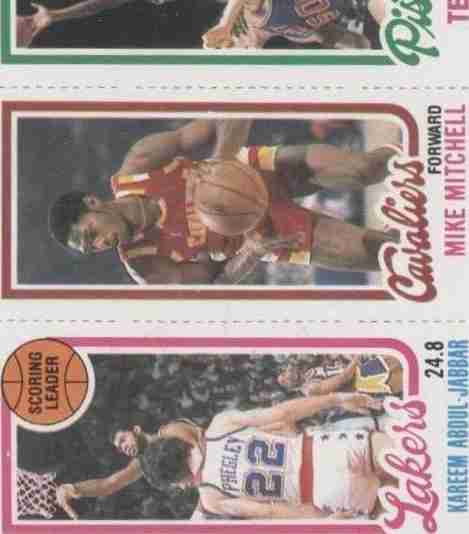 Pis
TE
Cavaliers
FORWARD
MIKE MITCHELL
SCORING
LEADER
PHEGLEY
22
Lakers
24.8
KAREEM ABDUL-JABBAR